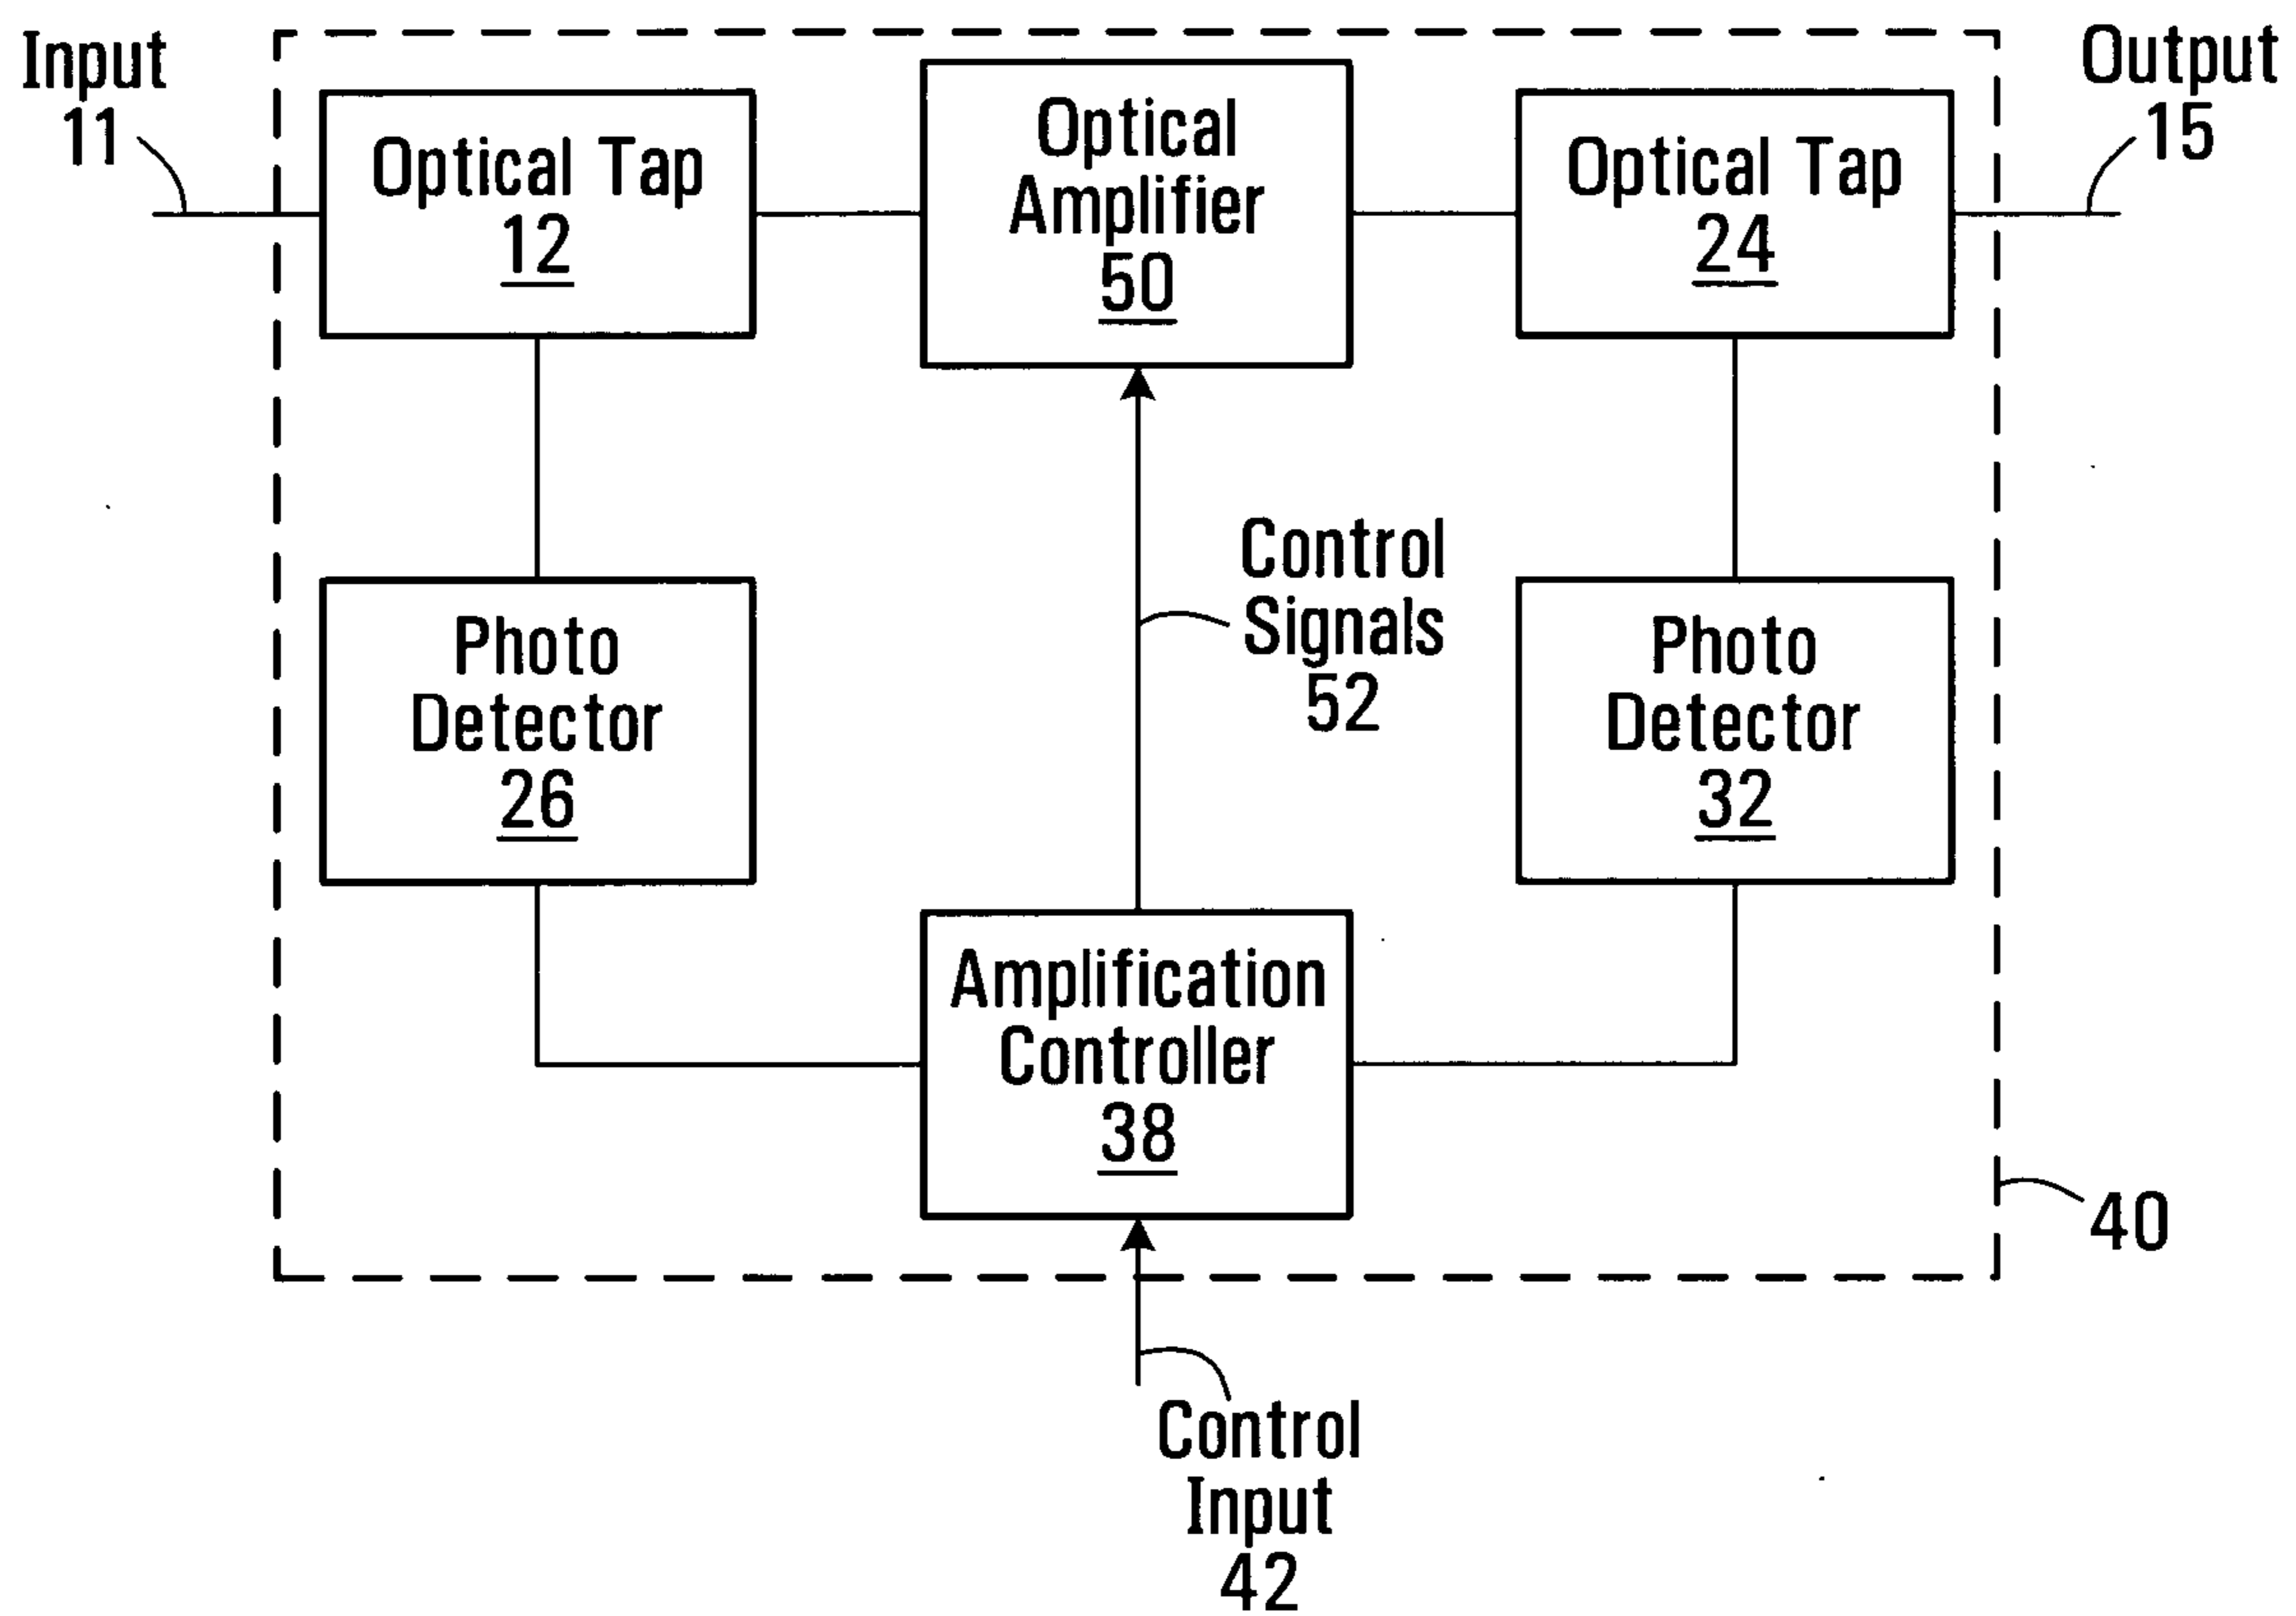 Input
11
Optical Tap
12
Optical
Amplifier
50
Optical Tap
24
Output
15
Photo
Detector
26
Control
Signals
52
Photo
Detector
32
Amplification
Controller
38
40
Control
Input
42